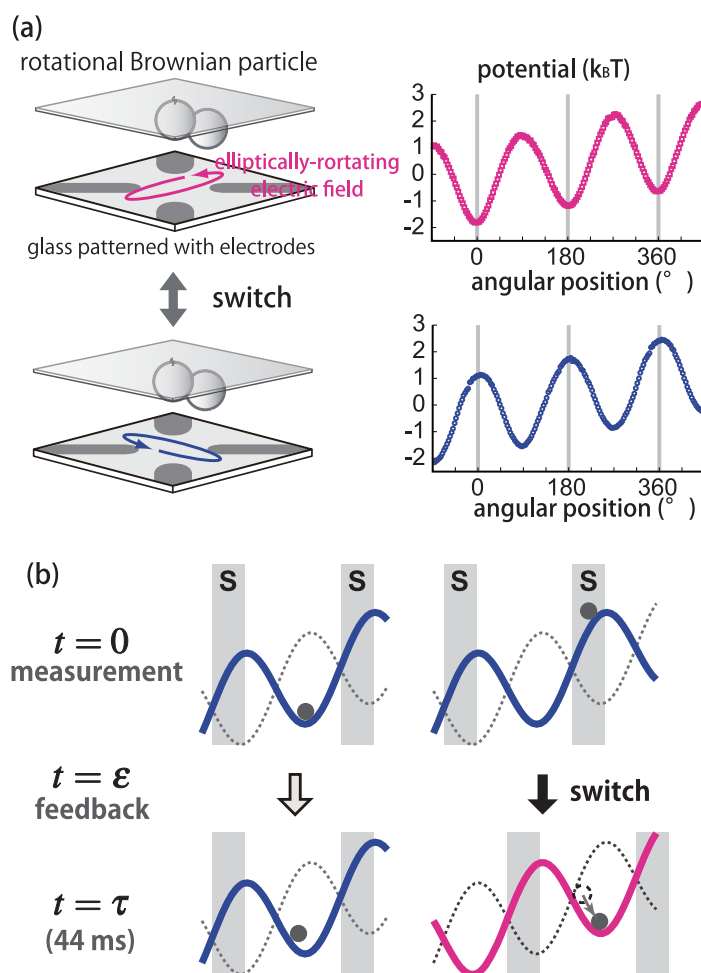 (a)
rotational Brownian particle
elliptically-rortating
electric field
glass patterned with electrodes
switch
potential (kBT)
3
2
1
0
-1
-2
0 180 360
angular position (° )
3
2
1
0
-1
-2
0 180 360
angular position (° )
(b)
S S S S
t = 0
measurement
t = ε
feedback
switch
t = τ
(44 ms)